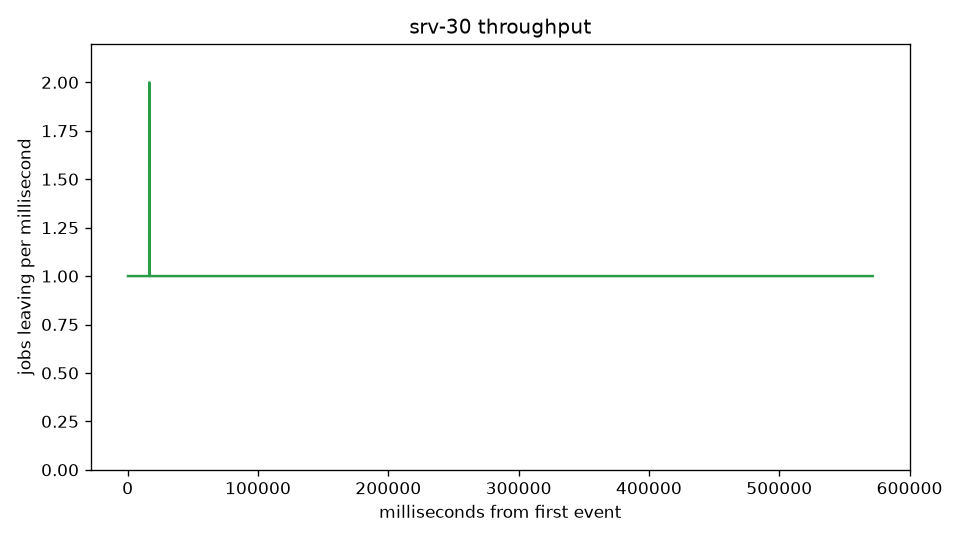 srv-30 throughput
jobs leaving per millisecond
2.00
1.75
1.50
1.25
1.00
0.75
0.50
0.25
0.00
0 100000 200000 300000 400000 500000 600000
milliseconds from first event